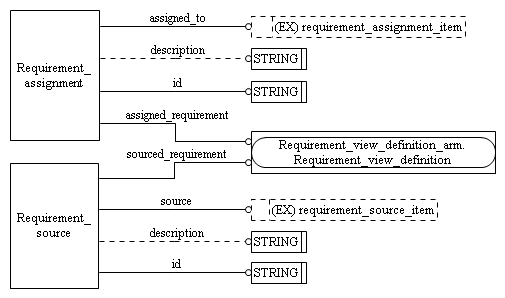 assigned_to
(EX) requirement_assignment_item
description
STRING
Requirement_
assignment
id
STRING
assigned_requirement
Requirement_view_definition_arm.
Requirement_view_definition
sourced_requirement
source
(EX) requirement_source_item
Requirement_
source
description
STRING
id
STRING